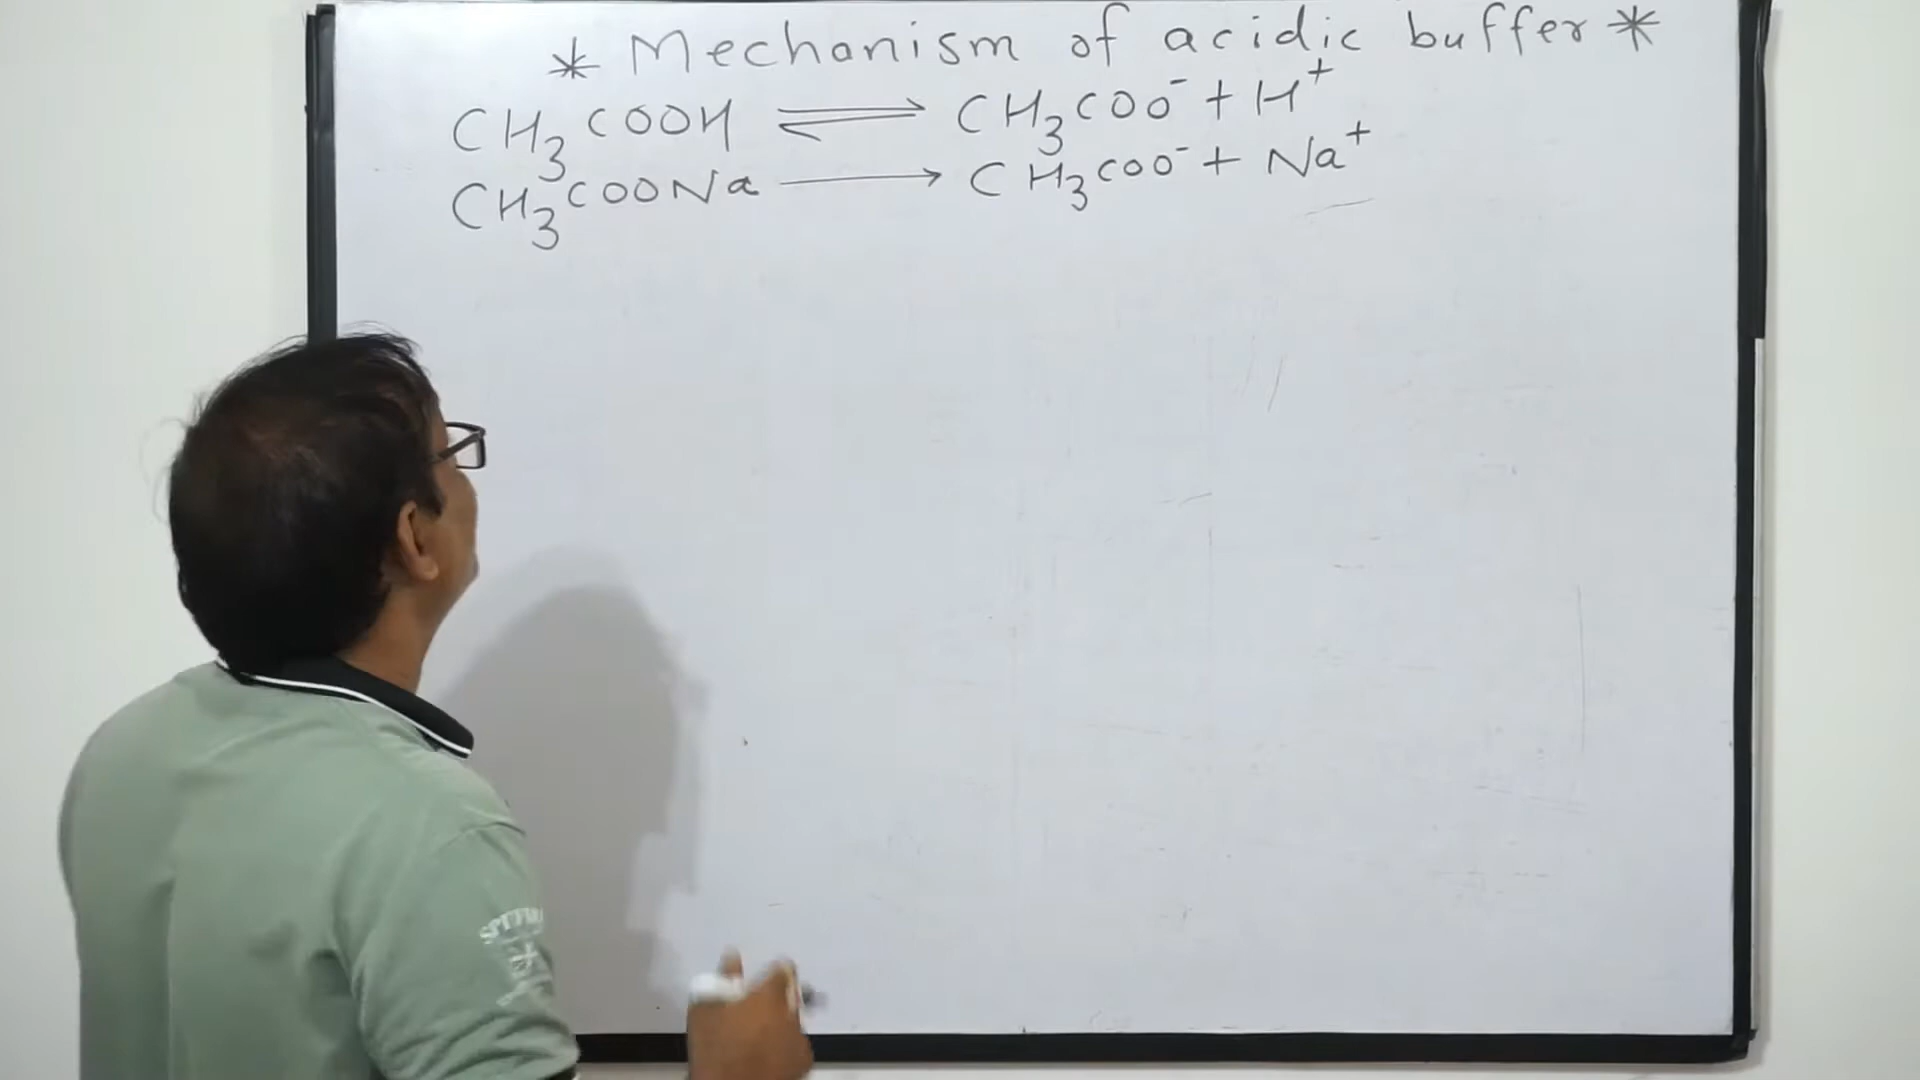 * Mechanism of acidic buffer *
CH₃COOH ⇌ CH₃COO⁻ + H⁺
CH₃COONa → CH₃COO⁻ + Na⁺